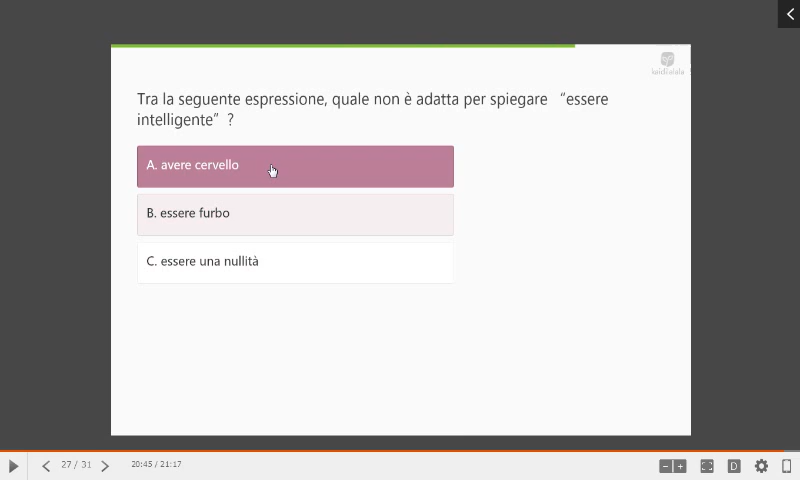 Tra la seguente espressione, quale non è adatta per spiegare “essere
intelligente” ?
A. avere cervello
B. essere furbo
C. essere una nullità
27 / 31
20:45 / 21:17
D